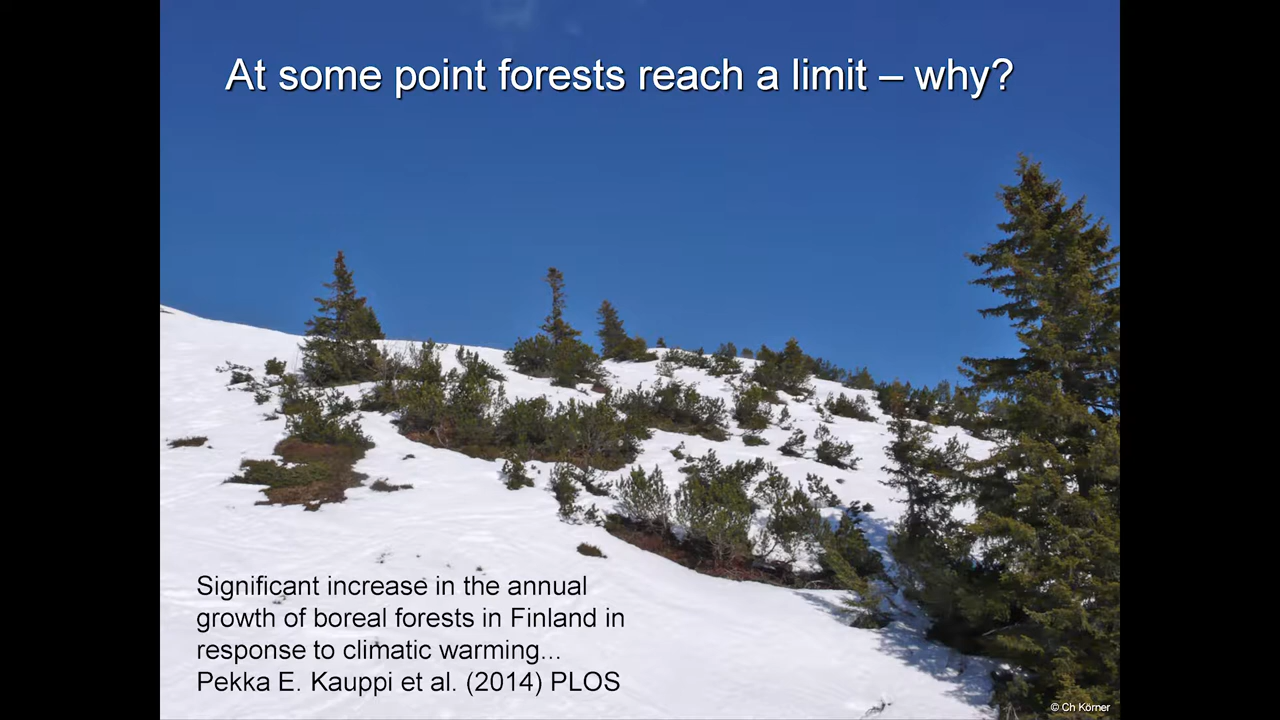 At some point forests reach a limit – why?
Significant increase in the annual
growth of boreal forests in Finland in
response to climatic warming...
Pekka E. Kauppi et al. (2014) PLOS
© Ch Körner